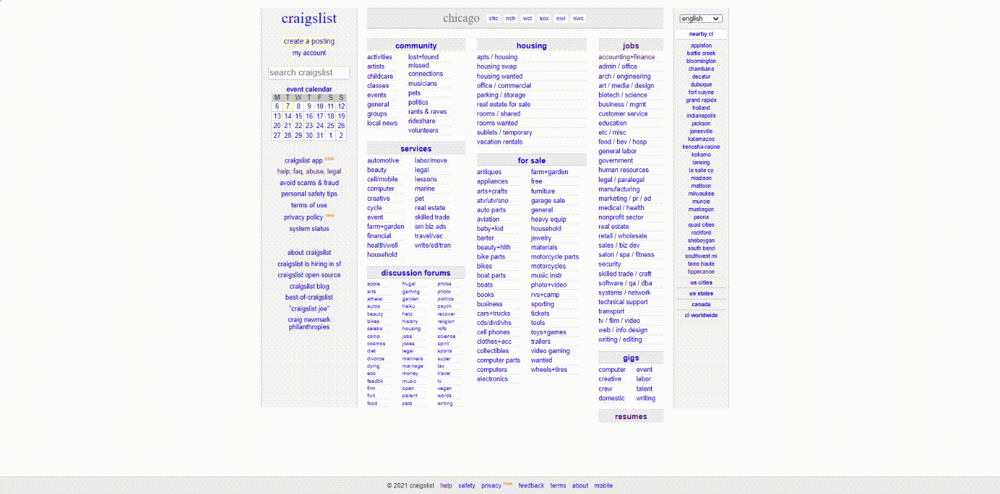 craigslist
create a posting
my account
search craigslist
event calendar
M T W T F S S
6 7 8 9 10 11 12
13 14 15 16 17 18 19
20 21 22 23 24 25 26
27 28 29 30 31 1 2
craigslist app new
help, faq, abuse, legal
avoid scams & fraud
personal safety tips
terms of use
privacy policy new
system status
about craigslist
craigslist is hiring in sf
craigslist open source
craigslist blog
best-of-craigslist
"craigslist joe"
craig newmark
philanthropies
chicago chc nch wcl sox nwi nwc
community
activities
artists
childcare
classes
events
general
groups
local news
lost+found
missed
connections
musicians
pets
politics
rants & raves
rideshare
volunteers
services
automotive
beauty
cell/mobile
computer
creative
cycle
event
farm+garden
financial
health/well
household
labor/move
legal
lessons
marine
pet
real estate
skilled trade
sm biz ads
travel/vac
write/ed/tran
discussion forums
apple
arts
atheist
autos
beauty
bikes
celebs
comp
cosmos
diet
divorce
dying
eco
feedbk
film
fixit
food
frugal
gaming
garden
haiku
help
history
housing
jobs
jokes
legal
manners
marriage
money
music
open
parent
pets
philos
photo
politics
psych
recover
religion
rofo
science
spirit
sports
super
tax
travel
tv
vegan
words
writing
housing
apts / housing
housing swap
housing wanted
office / commercial
parking / storage
real estate for sale
rooms / shared
rooms wanted
sublets / temporary
vacation rentals
for sale
antiques
appliances
arts+crafts
atv/utv/sno
auto parts
aviation
baby+kid
barter
beauty+hlth
bike parts
bikes
boat parts
boats
books
business
cars+trucks
cds/dvd/vhs
cell phones
clothes+acc
collectibles
computer parts
computers
electronics
farm+garden
free
furniture
garage sale
general
heavy equip
household
jewelry
materials
motorcycle parts
motorcycles
music instr
photo+video
rvs+camp
sporting
tickets
tools
toys+games
trailers
video gaming
wanted
wheels+tires
jobs
accounting+finance
admin / office
arch / engineering
art / media / design
biotech / science
business / mgmt
customer service
education
etc / misc
food / bev / hosp
general labor
government
human resources
legal / paralegal
manufacturing
marketing / pr / ad
medical / health
nonprofit sector
real estate
retail / wholesale
sales / biz dev
salon / spa / fitness
security
skilled trade / craft
software / qa / dba
systems / network
technical support
transport
tv / film / video
web / info design
writing / editing
gigs
computer
creative
crew
domestic
event
labor
talent
writing
resumes
english
nearby cl
appleton
battle creek
bloomington
chambana
decatur
dubuque
fort wayne
grand rapids
holland
indianapolis
jackson
janesville
kalamazoo
kenosha-racine
kokomo
lansing
la salle co
madison
mattoon
milwaukee
muncie
muskegon
peoria
quad cities
rockford
sheboygan
south bend
southwest mi
terre haute
tippecanoe
us cities
us states
canada
cl worldwide
© 2021 craigslist help safety privacy new feedback terms about mobile